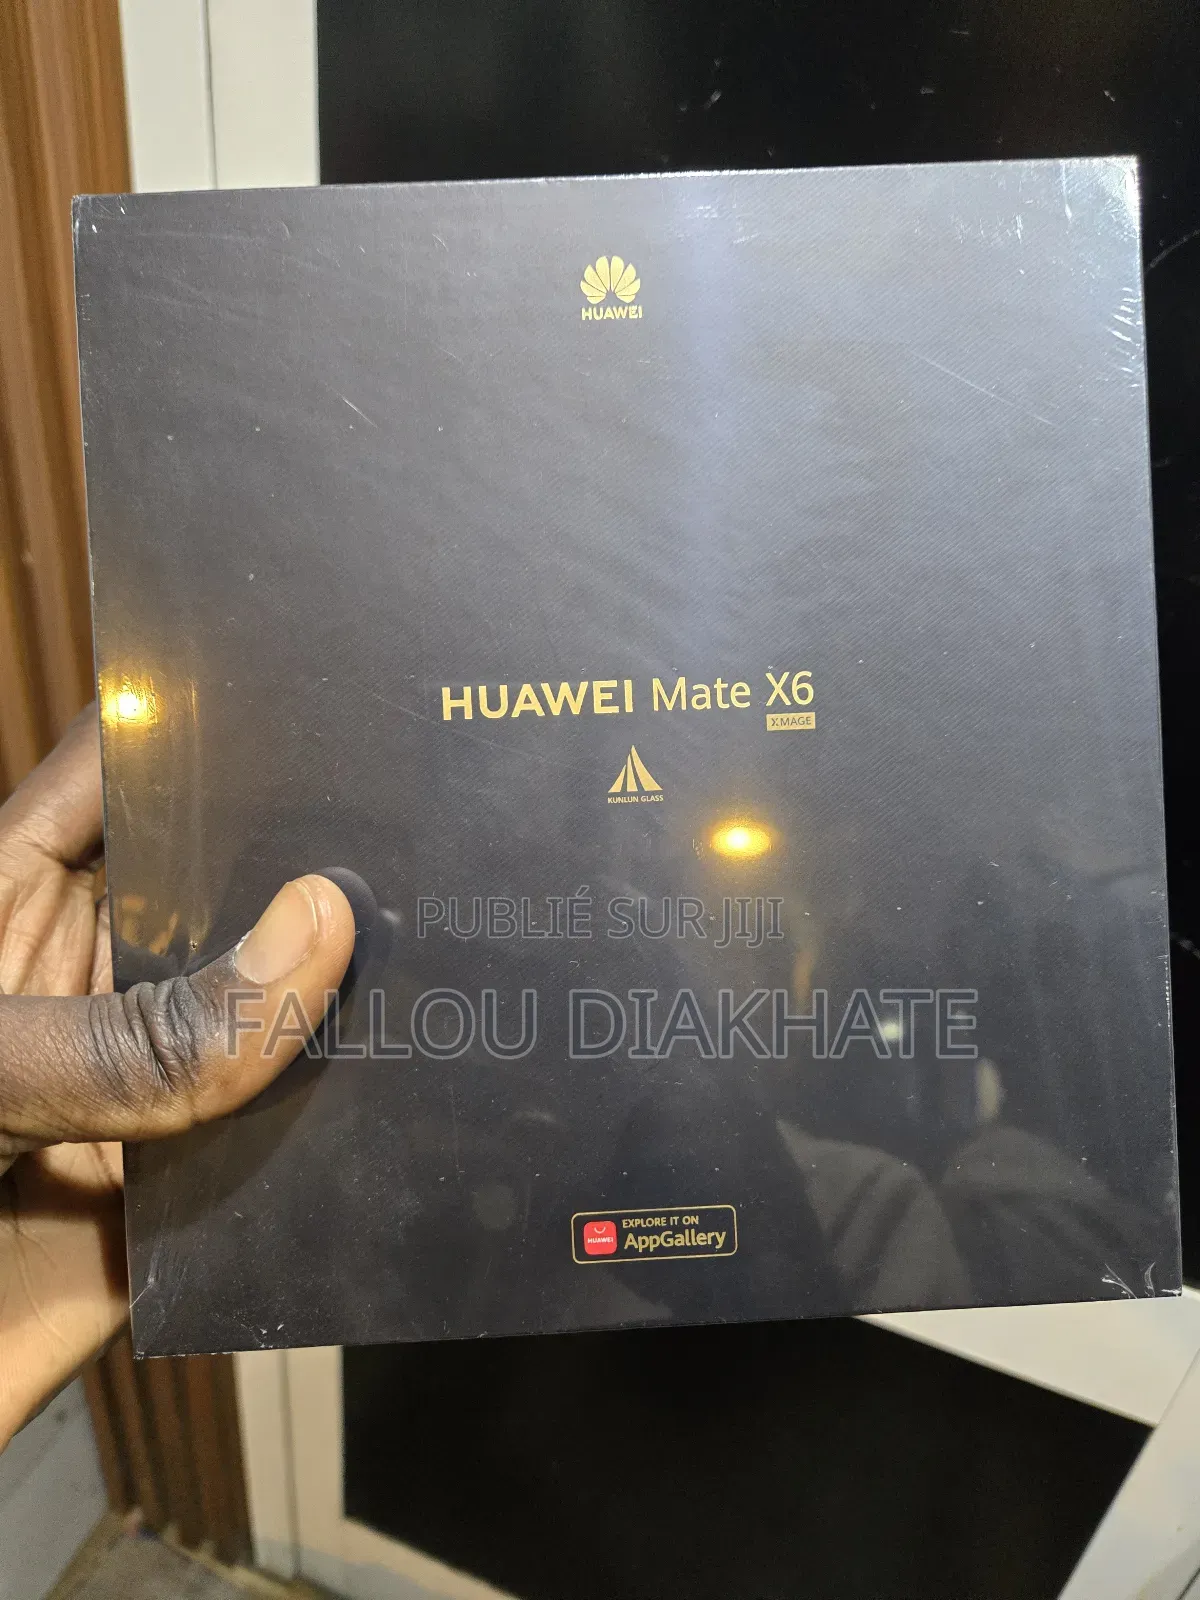 HUAWEI
HUAWEI Mate X6
XMAGE
KUNLUN GLASS
PUBLIÉ SUR JIJI
FALLOU DIAKHATE
EXPLORE IT ON
HUAWEI
AppGallery